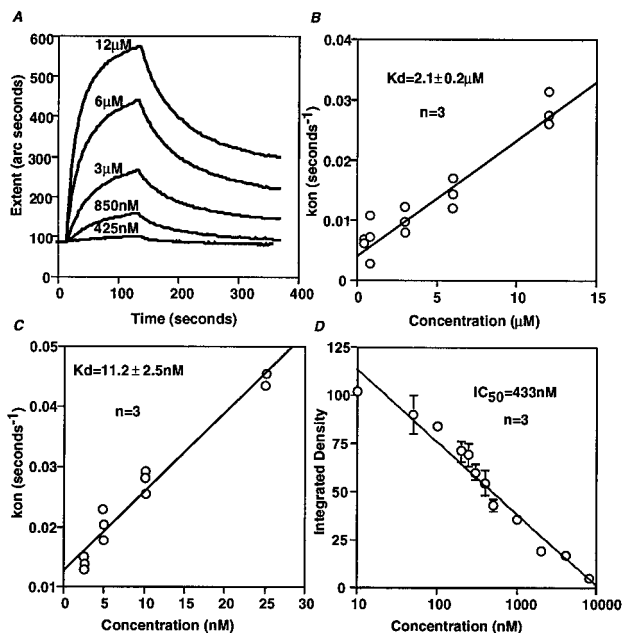 A
600
500
400
300
200
100
0
Extent (arc seconds)
12μM
6μM
3μM
850nM
425nM
0 100 200 300 400
Time (seconds)
B
0.04
0.03
0.02
0.01
0
kon (seconds-1)
Kd=2.1±0.2μM
n=3
0 5 10 15
Concentration (μM)
C
0.05
0.04
0.03
0.02
0.01
kon (seconds-1)
Kd=11.2 ± 2.5nM
n=3
0 5 10 15 20 25 30
Concentration (nM)
D
125
100
75
50
25
0
Integrated Density
IC50=433nM
n=3
10 100 1000 10000
Concentration (nM)